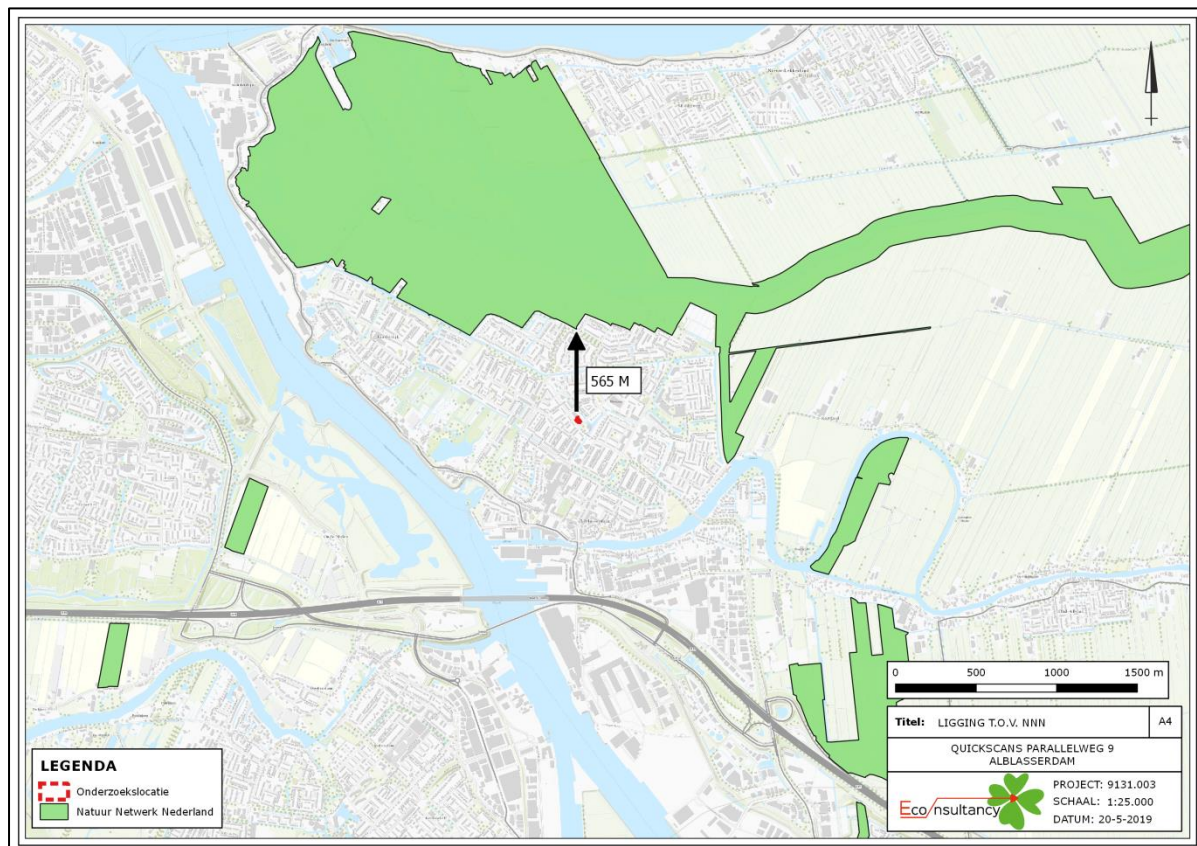 565 M
0 500 1000 1500 m
Titel: LIGGING T.O.V. NNN
A4
QUICKSCANS PARALLELWEG 9
ALBLASSERDAM
Econsultancy
PROJECT: 9131.003
SCHAAL: 1:25.000
DATUM: 20-5-2019
LEGENDA
Onderzoekslocatie
Natuur Netwerk Nederland